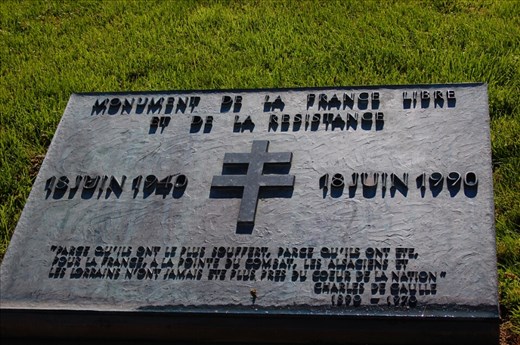 MONUMENT DE LA FRANCE LIBRE
ET DE LA RESISTANCE
18 JUIN 1940
18 JUIN 1990
"PARCE QU'ILS ONT LE PLUS SOUFFERT, PARCE QU'ILS ONT ETE,
POUR LA FRANCE LA POINTE DU COMBAT, LES ALSACIENS ET
LES LORRAINS N'ONT JAMAIS ETE PLUS PRES DU COEUR DE LA NATION"
CHARLES DE GAULLE
1890 - 1970